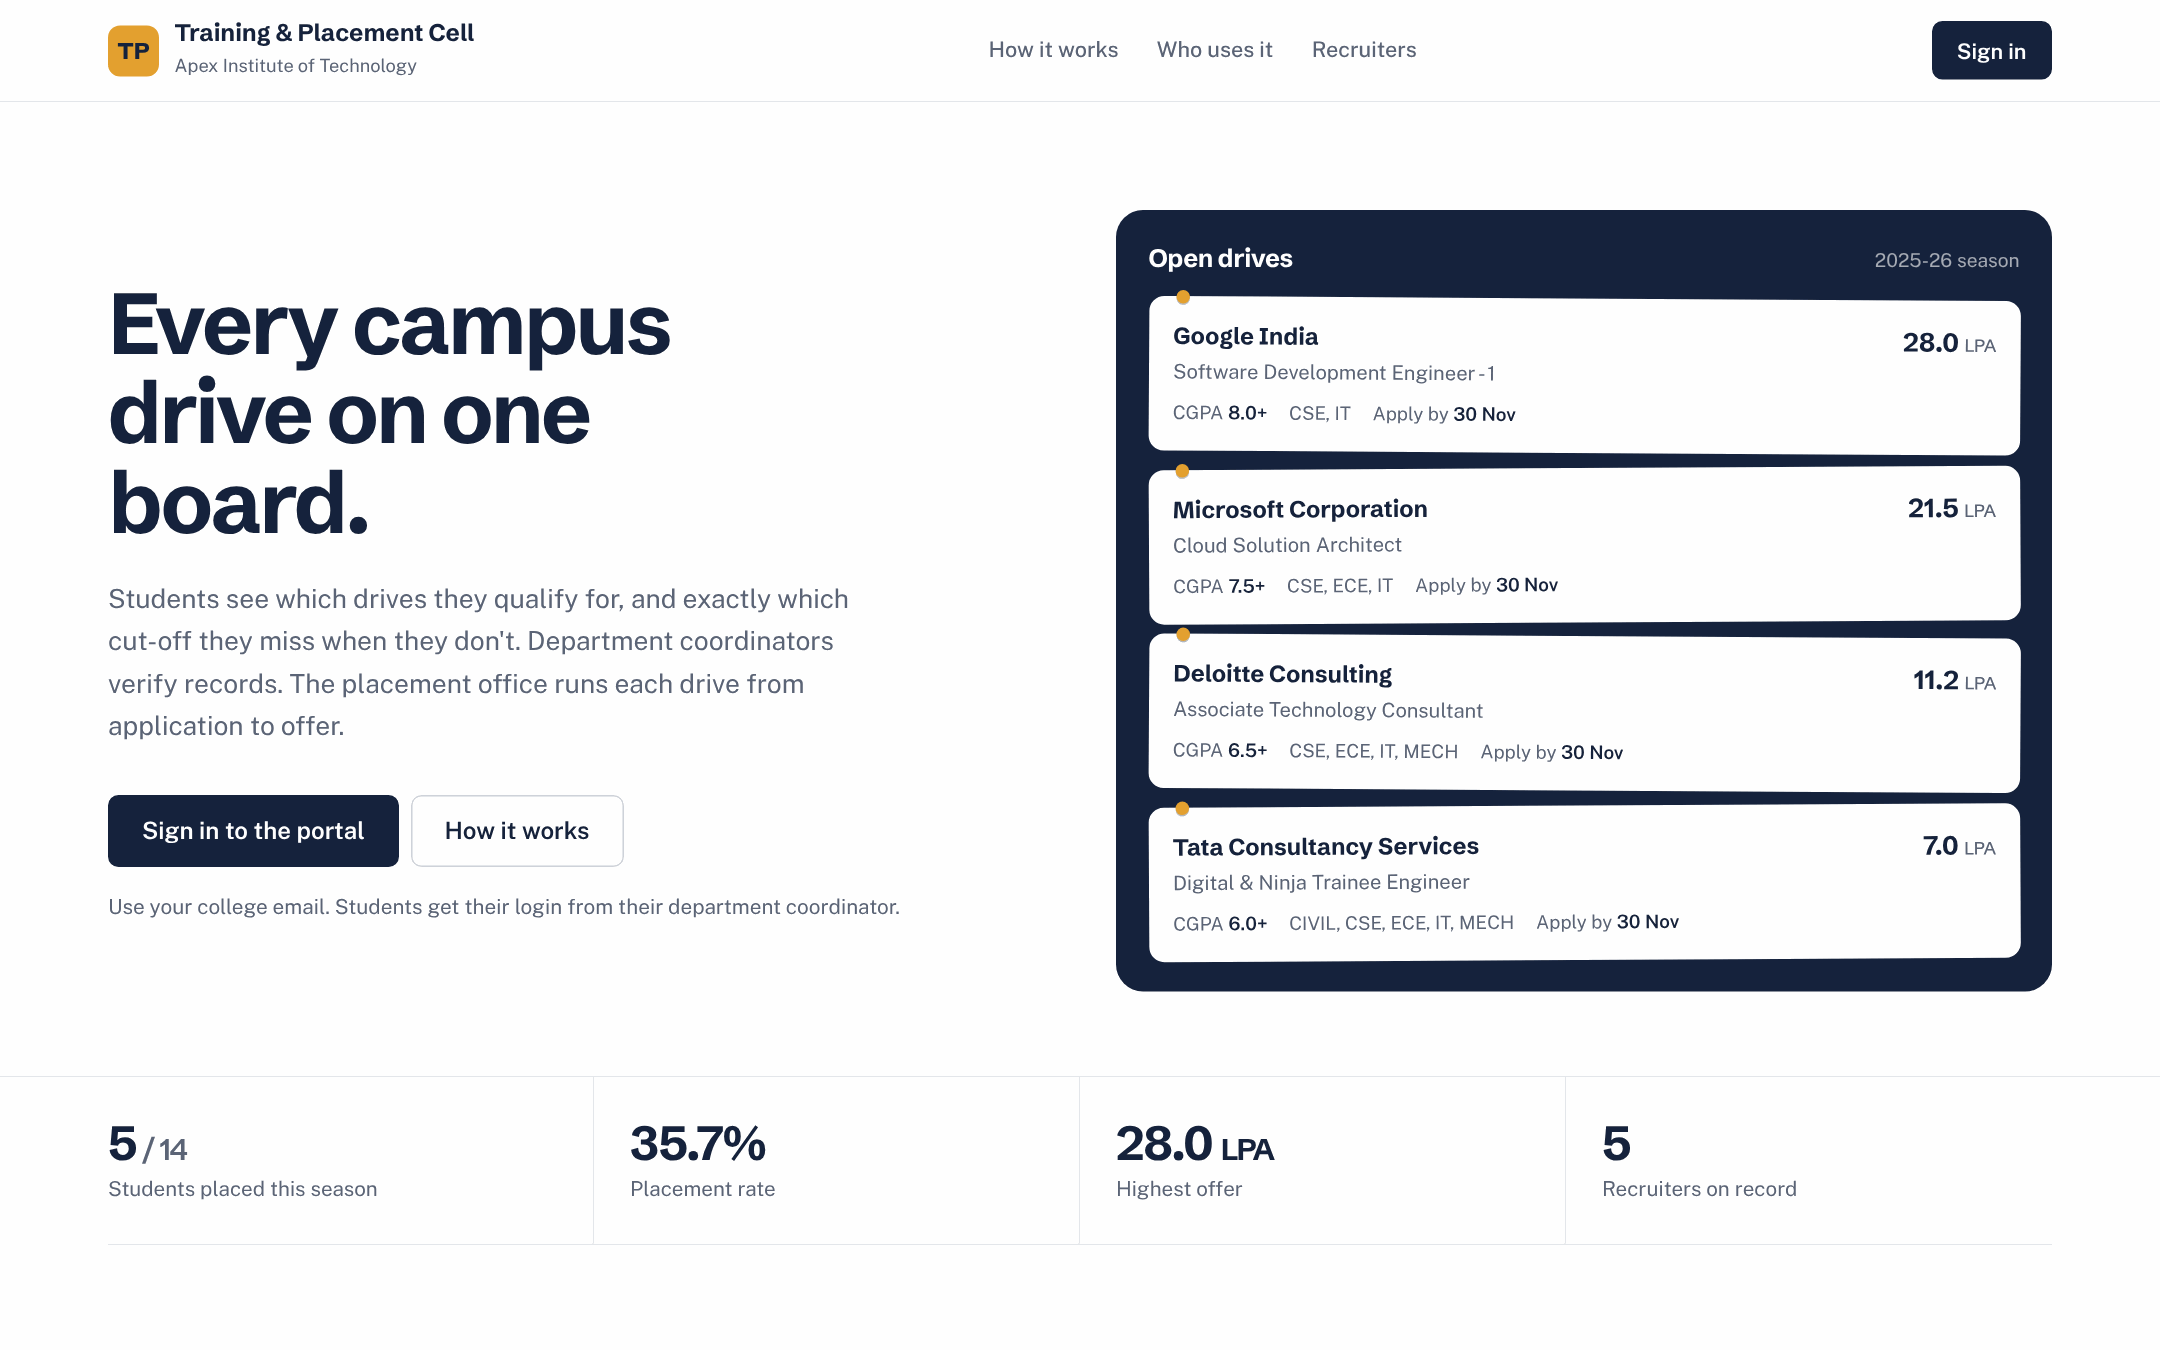 TP
Training & Placement Cell
Apex Institute of Technology
How it works
Who uses it
Recruiters
Sign in
Every campus
drive on one
board.
Students see which drives they qualify for, and exactly which
cut-off they miss when they don't. Department coordinators
verify records. The placement office runs each drive from
application to offer.
Sign in to the portal
How it works
Use your college email. Students get their login from their department coordinator.
Open drives
2025-26 season
Google India
28.0 LPA
Software Development Engineer - 1
CGPA 8.0+ CSE, IT Apply by 30 Nov
Microsoft Corporation
21.5 LPA
Cloud Solution Architect
CGPA 7.5+ CSE, ECE, IT Apply by 30 Nov
Deloitte Consulting
11.2 LPA
Associate Technology Consultant
CGPA 6.5+ CSE, ECE, IT, MECH Apply by 30 Nov
Tata Consultancy Services
7.0 LPA
Digital & Ninja Trainee Engineer
CGPA 6.0+ CIVIL, CSE, ECE, IT, MECH Apply by 30 Nov
5 / 14
Students placed this season
35.7%
Placement rate
28.0 LPA
Highest offer
5
Recruiters on record